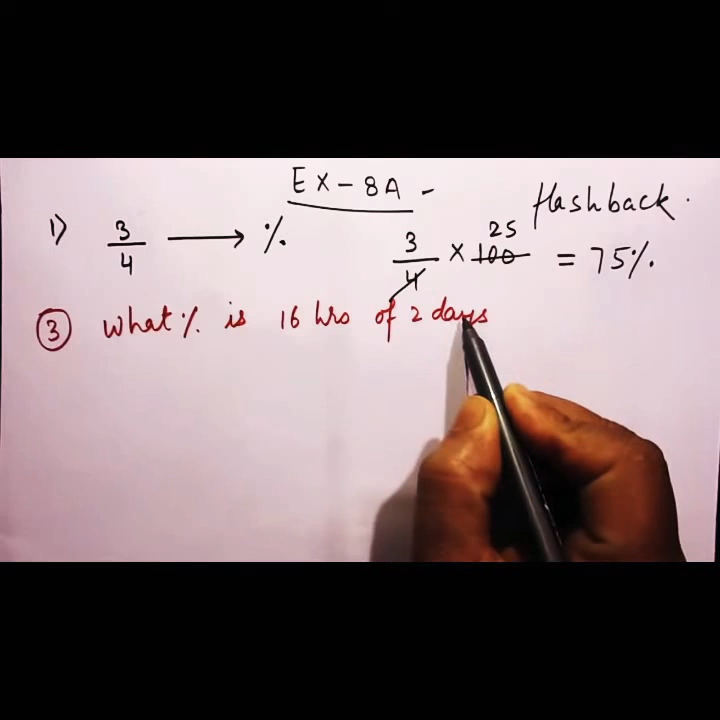 Ex-8A - flashback.
1) 3/4 → % 3/4 × 100 25 = 75%.
③ What % is 16 hrs of 2 days